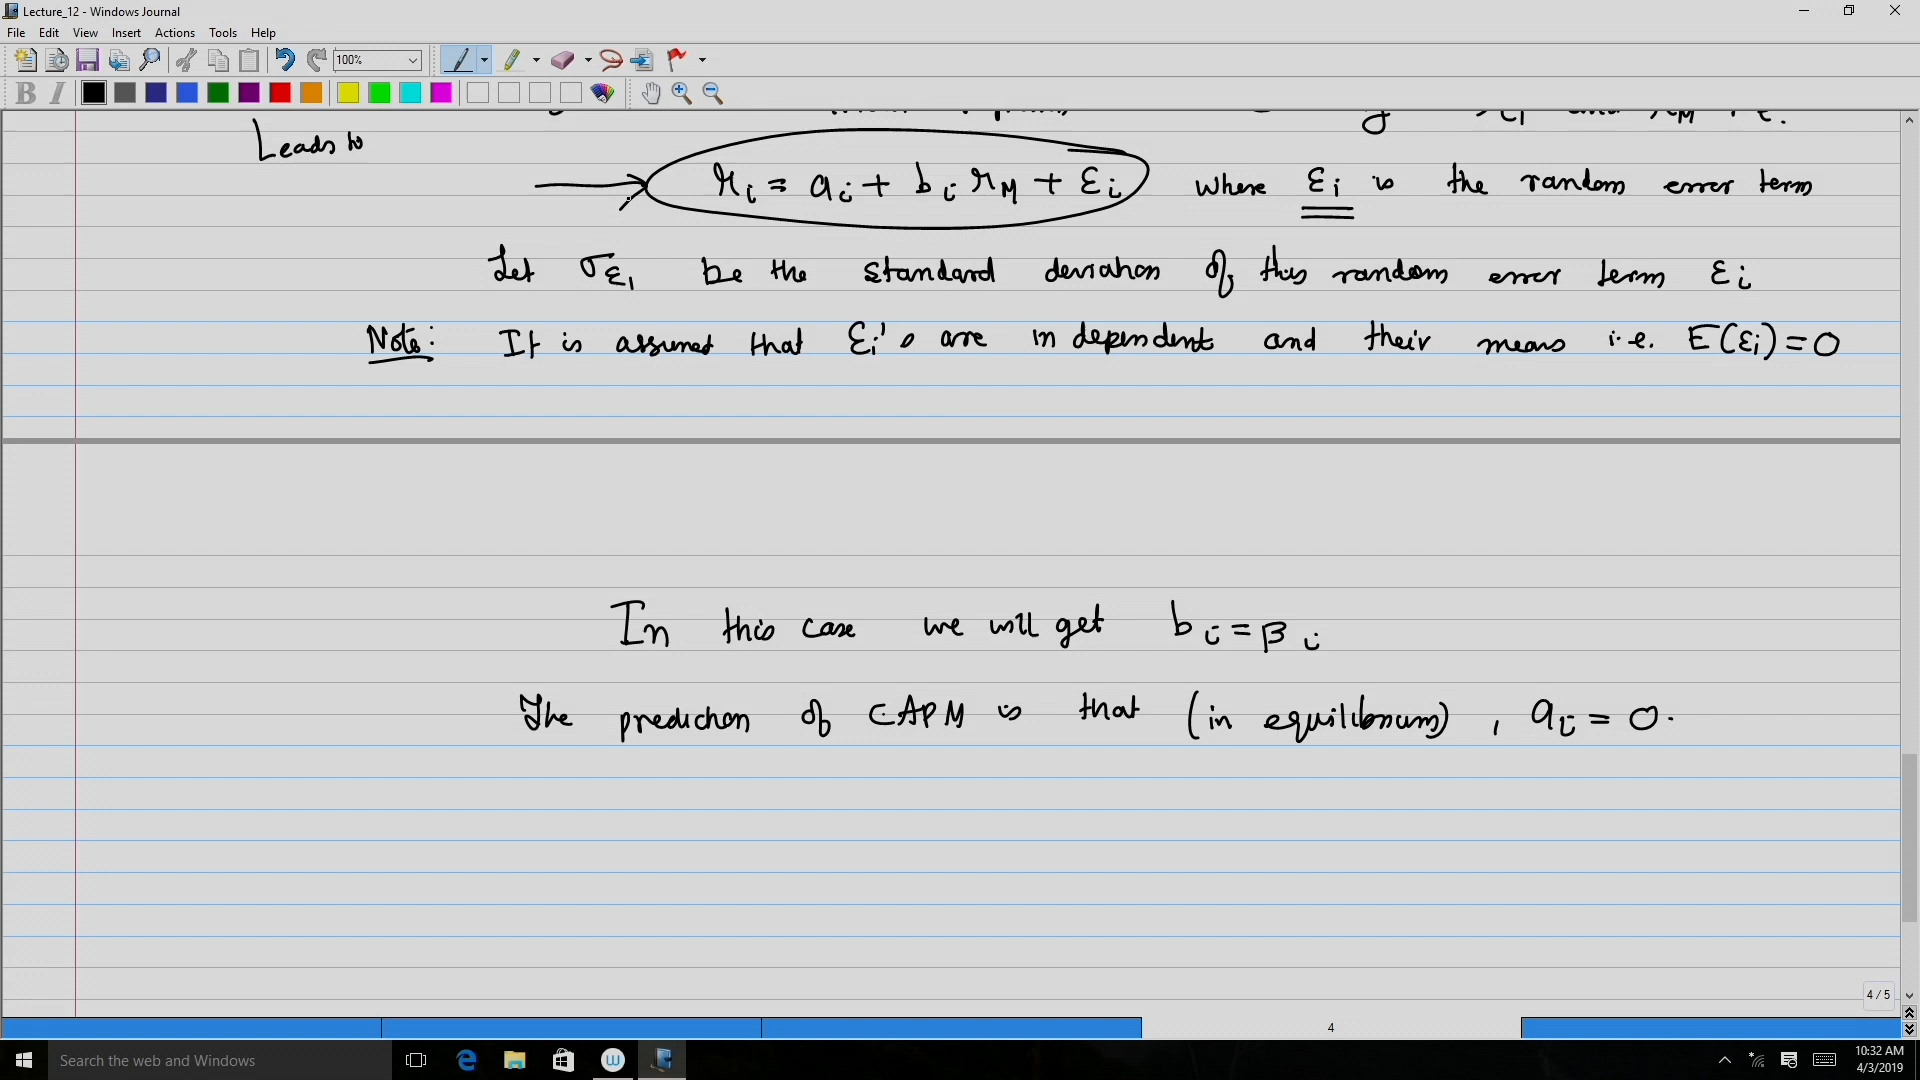 Lecture_12 - Windows Journal
File Edit View Insert Actions Tools Help
100%
B I
Leads to
r_i = a_i + b_i r_M + ε_i where ε_i is the random error term
Let σ_ε_i be the standard deviation of this random error term ε_i
Note: It is assumed that ε_i's are independent and their means i.e. E(ε_i) = 0
In this case we will get b_i = β_i
The prediction of CAPM is that (in equilibrium), a_i = 0.
4 / 5
4
Search the web and Windows
10:32 AM
4/3/2019